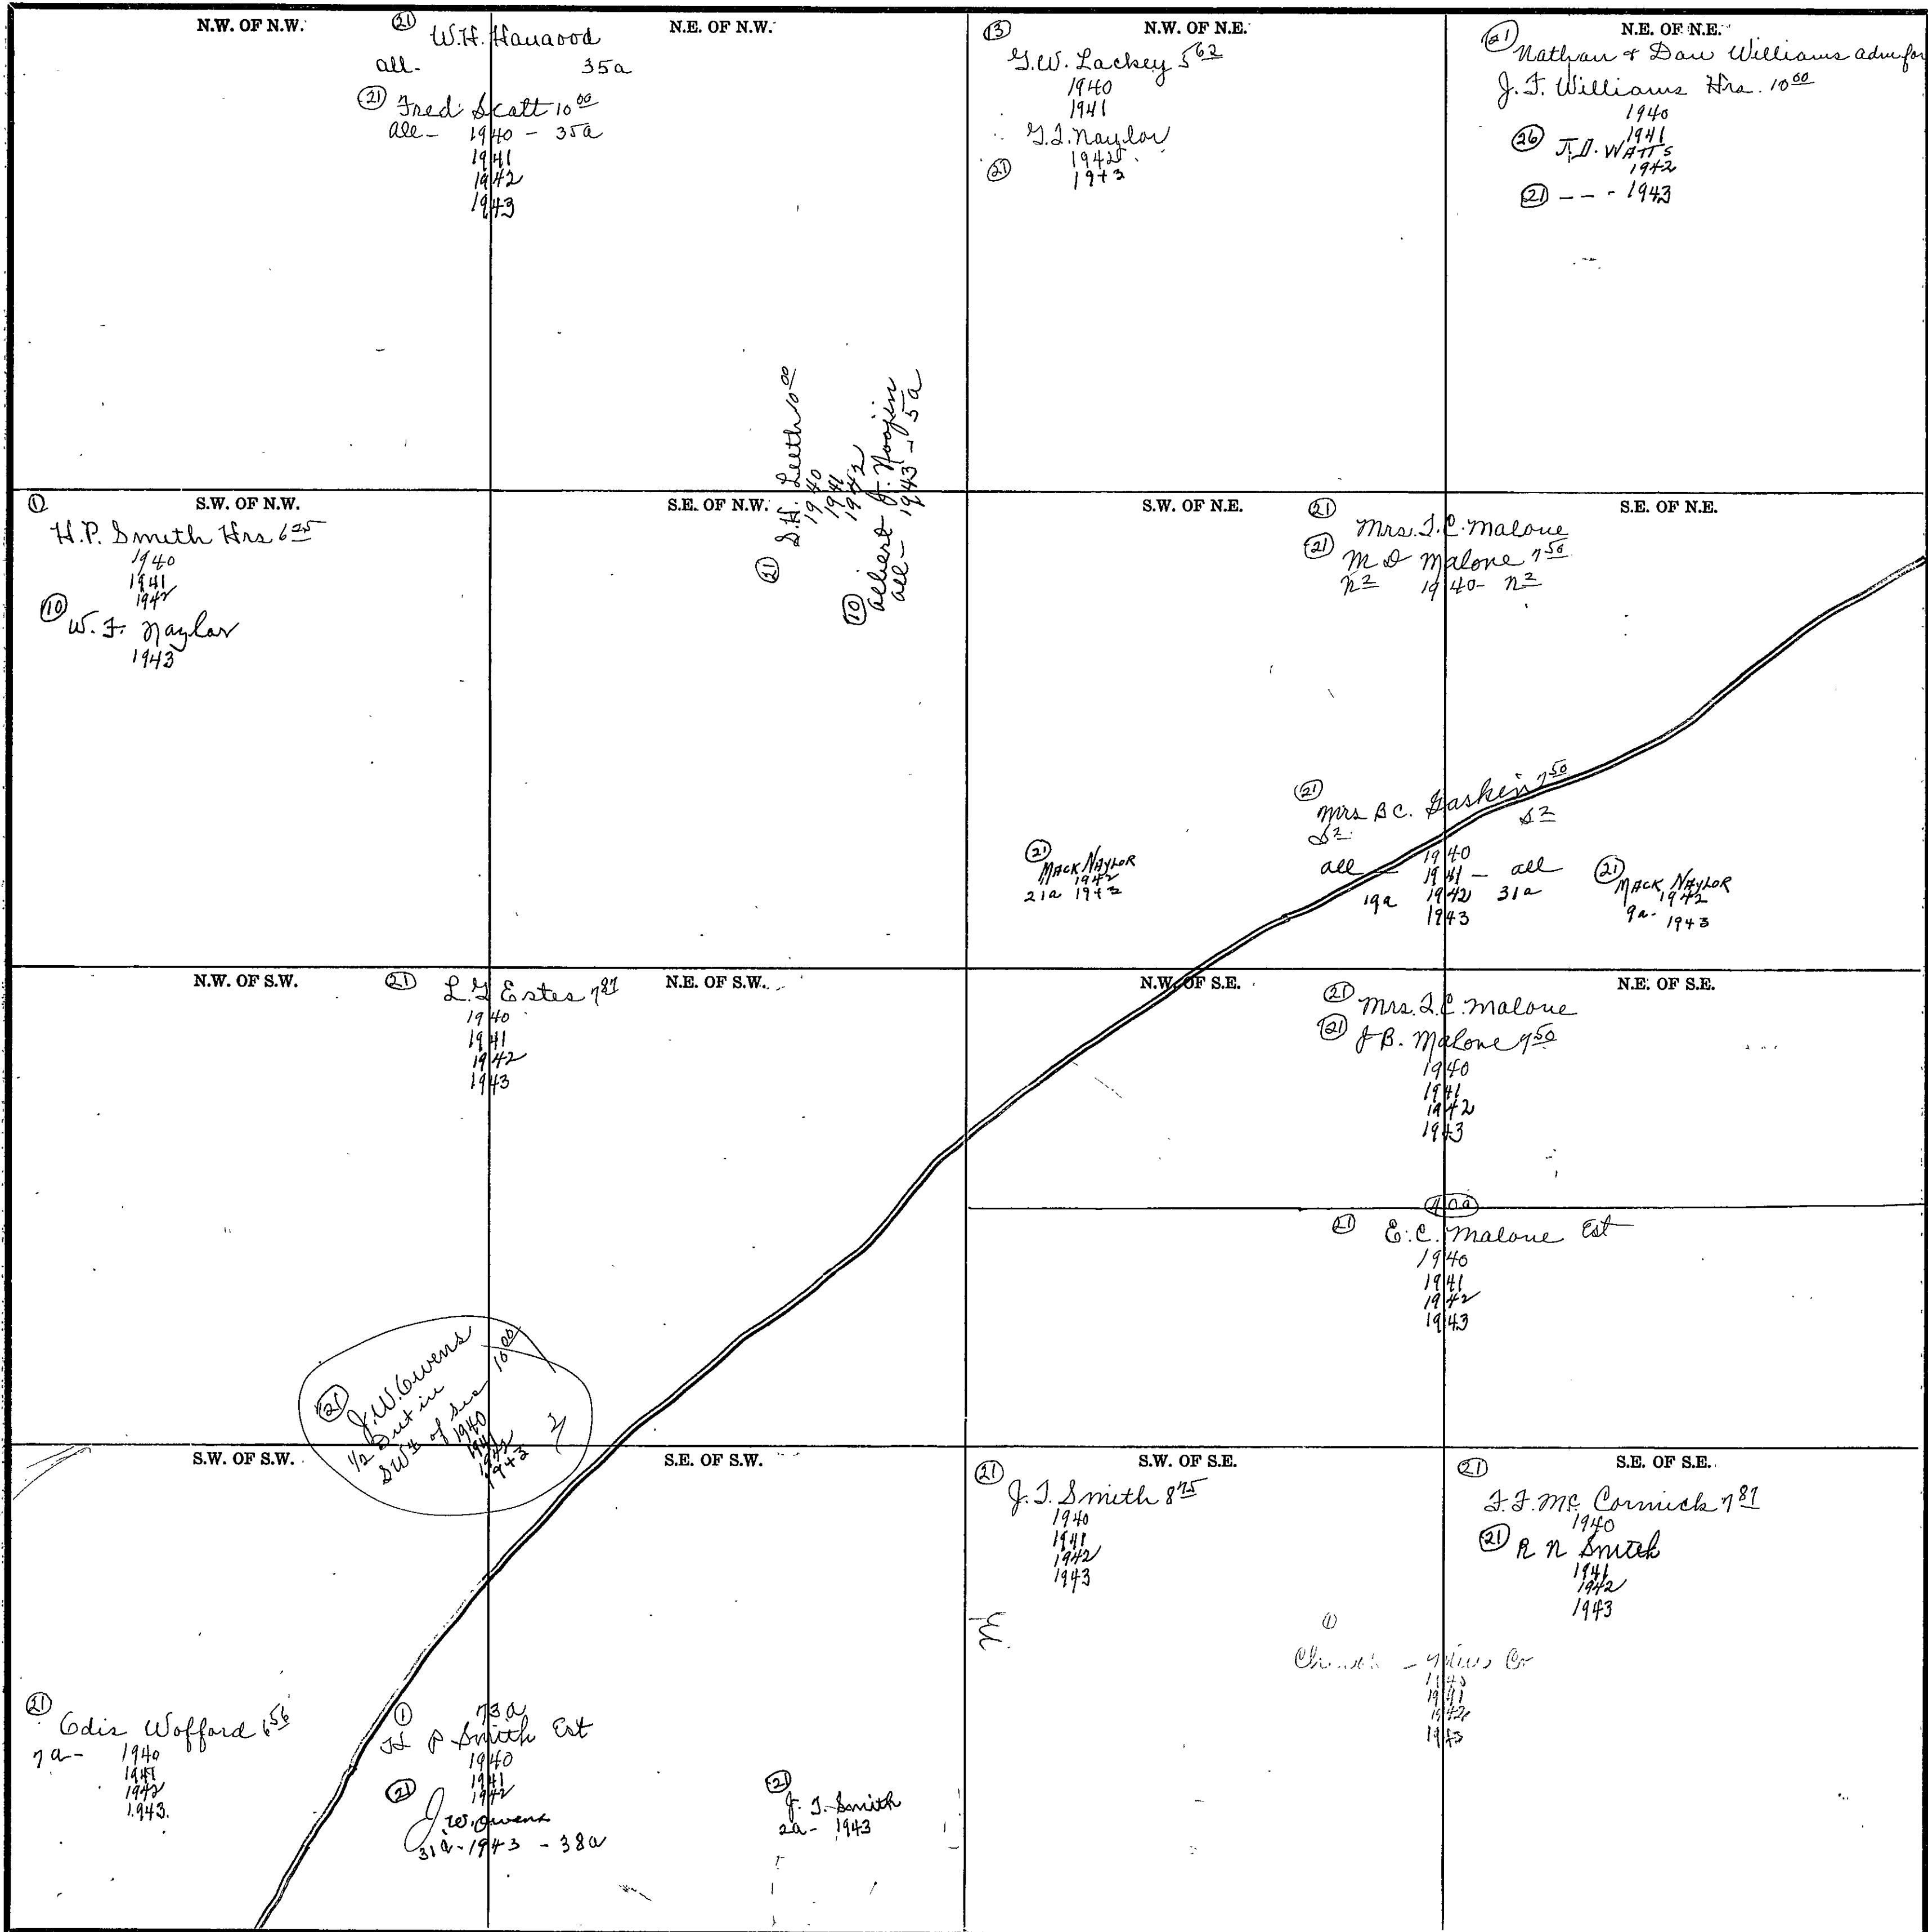 N.W. OF N.W.
N.E. OF N.W.
N.W. OF N.E.
N.E. OF N.E.
21
W.H.
all- 35a
21 Fred Scott 10 00
all- 1940 - 35a
1941
1942
1943
13
G.W. Lackey 5 62
1940
1941
G.I. Naylor
1942
21 1943
21
Nathan & Dan Williams adm for
J.F. Williams Hrs. 10 00
1940
1941
26 J.D. WATTS
1942
21 - - - 1943
S.W. OF N.W.
S.E. OF N.W.
S.W. OF N.E.
S.E. OF N.E.
1
H.P. Smith Hrs 6 25
1940
1941
1942
10 W.F. Naylor
1943
21 S.H. Leeth 10 00
1940
1941
1942
10 Albert J. Noojin
all- 1943 - 5a
21 Mrs. I.C. Malone
21 M D Malone 7 50
N2 1940- N2
21
Mrs B C. Gaskin 7 50
S2 S2
1940
all - 1941 - all
19a 1942 31a
1943
21
MACK NAYLOR
1942
21a 1943
21
MACK NAYLOR
1942
9a- 1943
N.W. OF S.W.
N.E. OF S.W.
N.W. OF S.E.
N.E. OF S.E.
21 L.G Estes 7 87
1940
1941
1942
1943
21 Mrs. I.C. Malone
21 J B. Malone 7 50
1940
1941
1942
1943
40a
21 E.C. Malone Est
1940
1941
1942
1943
21 J.W. Owens 10 00
1/2 Int in
SW4 of Sec
1940
1941
1942
1943
S.W. OF S.W.
S.E. OF S.W.
S.W. OF S.E.
S.E. OF S.E.
21
J.T. Smith 8 75
1940
1941
1942
1943
21
F.F. Mc Cormick 7 87
1940
21 R N Smith
1941
1942
1943
1
Co
1940
1941
1942
1943
21
Odis Wofford 6 56
7a- 1940
1941
1942
1943.
1 73a
H P Smith Est
1940
1941
1942
21
J.W. Owens
31a-1943 - 38a
21
J. T. Smith
2a- 1943